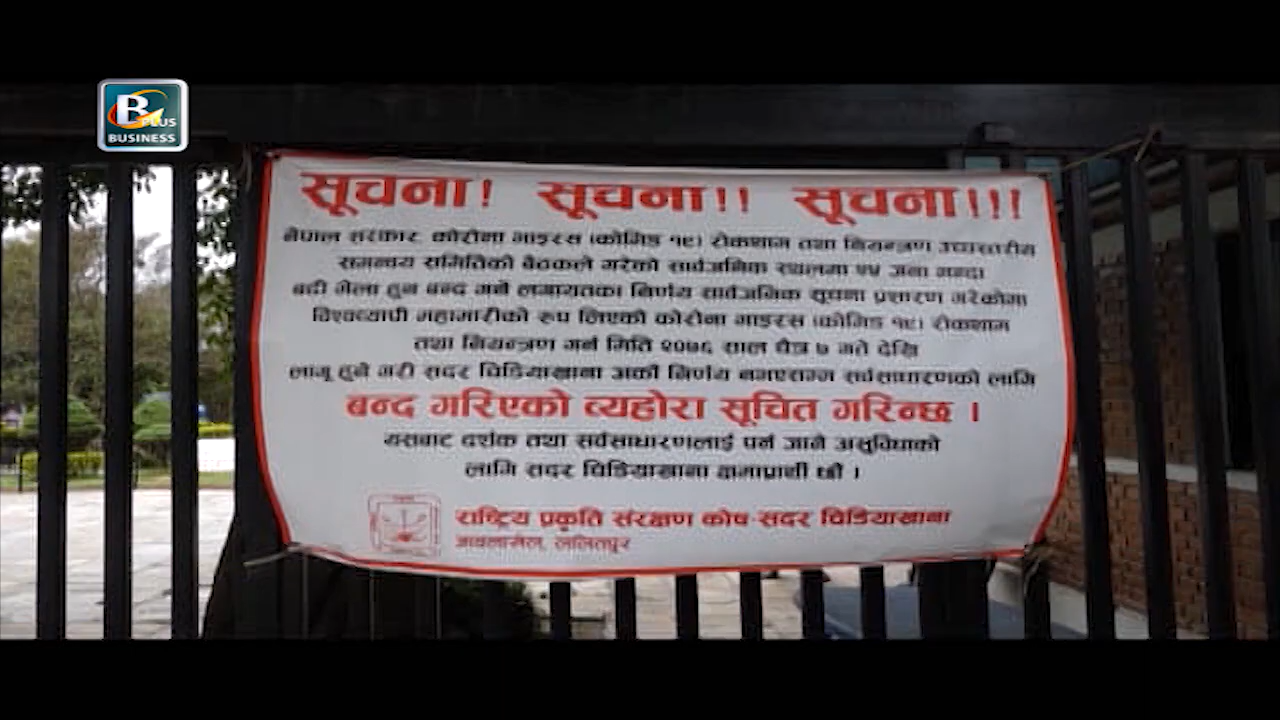 B PLUS
BUSINESS
सूचना! सूचना!! सूचना!!!
नेपाल सरकार, कोरोना भाइरस (कोभिड १९) रोकथाम तथा नियन्त्रण उच्चस्तरीय
समन्वय समितिको बैठकले गरेको सार्वजनिक स्थलमा २५ जना भन्दा
बढी भेला हुन बन्द गर्ने लगायतका निर्णय सार्वजनिक सूचना प्रसारण गरेकोमा
विश्वव्यापी महामारीको रूप लिएको कोरोना भाइरस (कोभिड १९) रोकथाम
तथा नियन्त्रण गर्न मिति २०७६ साल चैत्र ७ गते देखि
लागू हुने गरी सदर चिडियाखाना अर्को निर्णय नभएसम्म सर्वसाधारणको लागि
बन्द गरिएको व्यहोरा सूचित गरिन्छ ।
यसबाट दर्शक तथा सर्वसाधारणलाई पर्न जाने असुविधाको
लागि सदर चिडियाखाना क्षमाप्रार्थी छौं ।
राष्ट्रिय प्रकृति संरक्षण कोष-सदर चिडियाखाना
जावलाखेल, ललितपुर